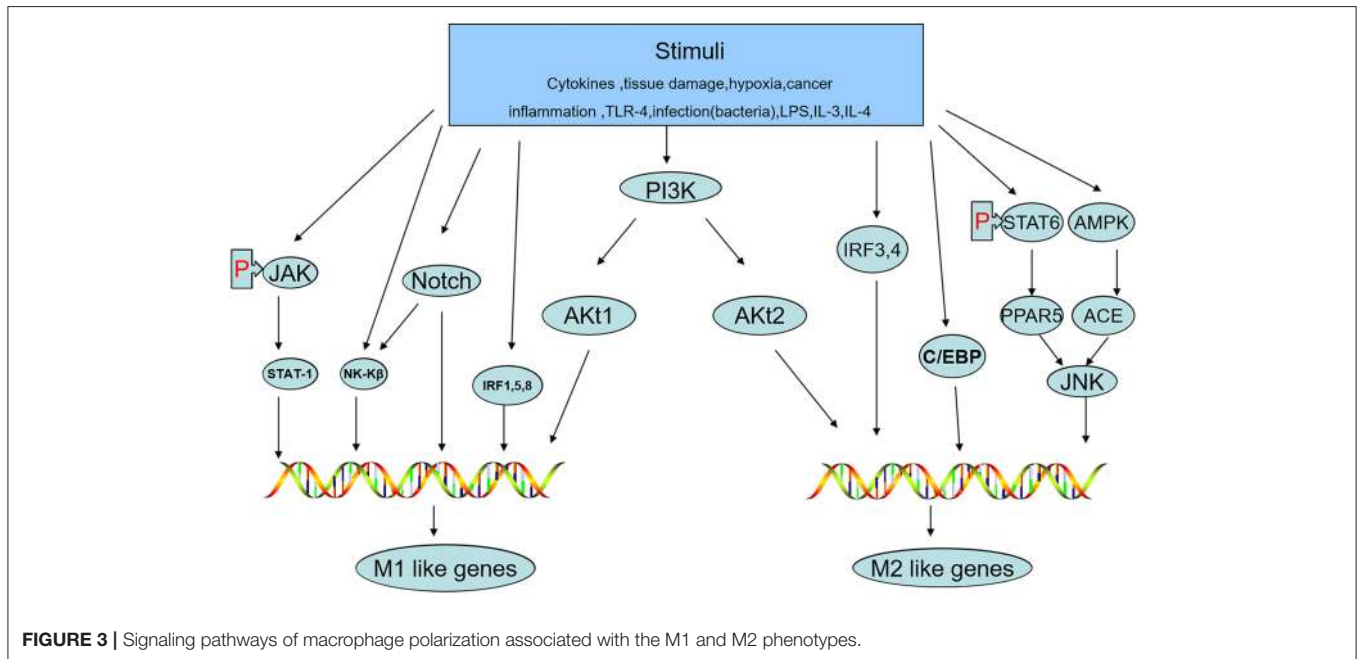 Stimuli
Cytokines ,tissue damage,hypoxia,cancer
inflammation ,TLR-4,infection(bacteria),LPS,IL-3,IL-4
PI3K
P
STAT6
AMPK
IRF3,4
P
JAK
Notch
AKt1
AKt2
PPAR5
ACE
C/EBP
STAT-1
NK-Kβ
IRF1,5,8
JNK
M1 like genes
M2 like genes
FIGURE 3 | Signaling pathways of macrophage polarization associated with the M1 and M2 phenotypes.